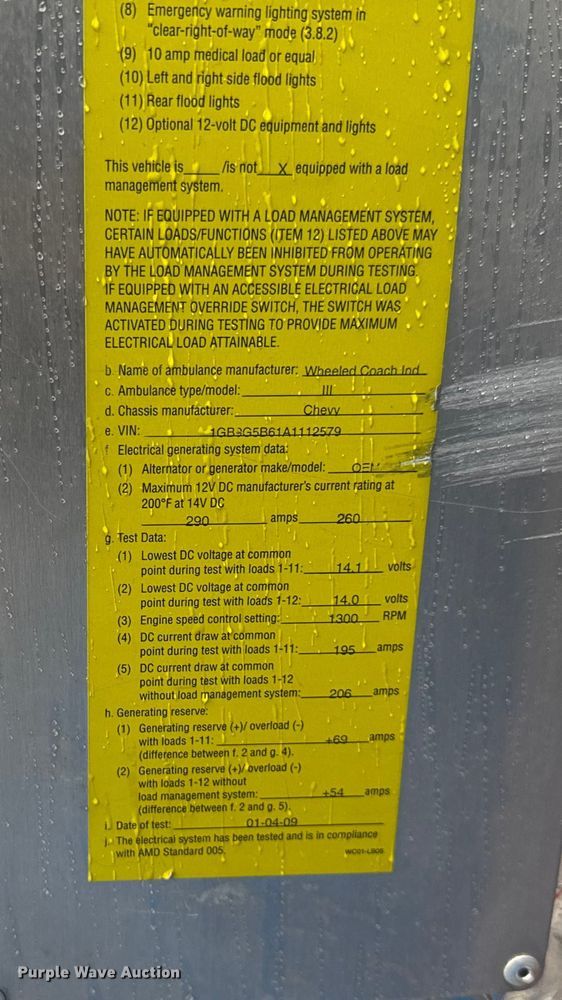 (8) Emergency warning lighting system in
"clear-right-of-way" mode (3.8.2)
(9) 10 amp medical load or equal
(10) Left and right side flood lights
(11) Rear flood lights
(12) Optional 12-volt DC equipment and lights
This vehicle is____ /is not__X_ equipped with a load
management system.
NOTE: IF EQUIPPED WITH A LOAD MANAGEMENT SYSTEM,
CERTAIN LOADS/FUNCTIONS (ITEM 12) LISTED ABOVE MAY
HAVE AUTOMATICALLY BEEN INHIBITED FROM OPERATING
BY THE LOAD MANAGEMENT SYSTEM DURING TESTING.
IF EQUIPPED WITH AN ACCESSIBLE ELECTRICAL LOAD
MANAGEMENT OVERRIDE SWITCH, THE SWITCH WAS
ACTIVATED DURING TESTING TO PROVIDE MAXIMUM
ELECTRICAL LOAD ATTAINABLE.
b. Name of ambulance manufacturer: Wheeled Coach Ind
c. Ambulance type/model: III
d. Chassis manufacturer: Chevy
e. VIN: 1GB3G5B61A1112579
f Electrical generating system data:
(1) Alternator or generator make/model: OEM
(2) Maximum 12V DC manufacturer's current rating at
200°F at 14V DC
290 amps 260
g. Test Data:
(1) Lowest DC voltage at common
point during test with loads 1-11: 14.1 volts
(2) Lowest DC voltage at common
point during test with loads 1-12: 14.0 volts
(3) Engine speed control setting: 1300 RPM
(4) DC current draw at common
point during test with loads 1-11: 195 amps
(5) DC current draw at common
point during test with loads 1-12
without load management system: 206 amps
h. Generating reserve:
(1) Generating reserve (+)/ overload (-)
with loads 1-11: +69 amps
(difference between f. 2 and g. 4).
(2) Generating reserve (+)/ overload (-)
with loads 1-12 without
load management system: +54 amps
(difference between f. 2 and g. 5).
i. Date of test: 01-04-09
j. The electrical system has been tested and is in compliance
with AMD Standard 005.
Purple Wave Auction